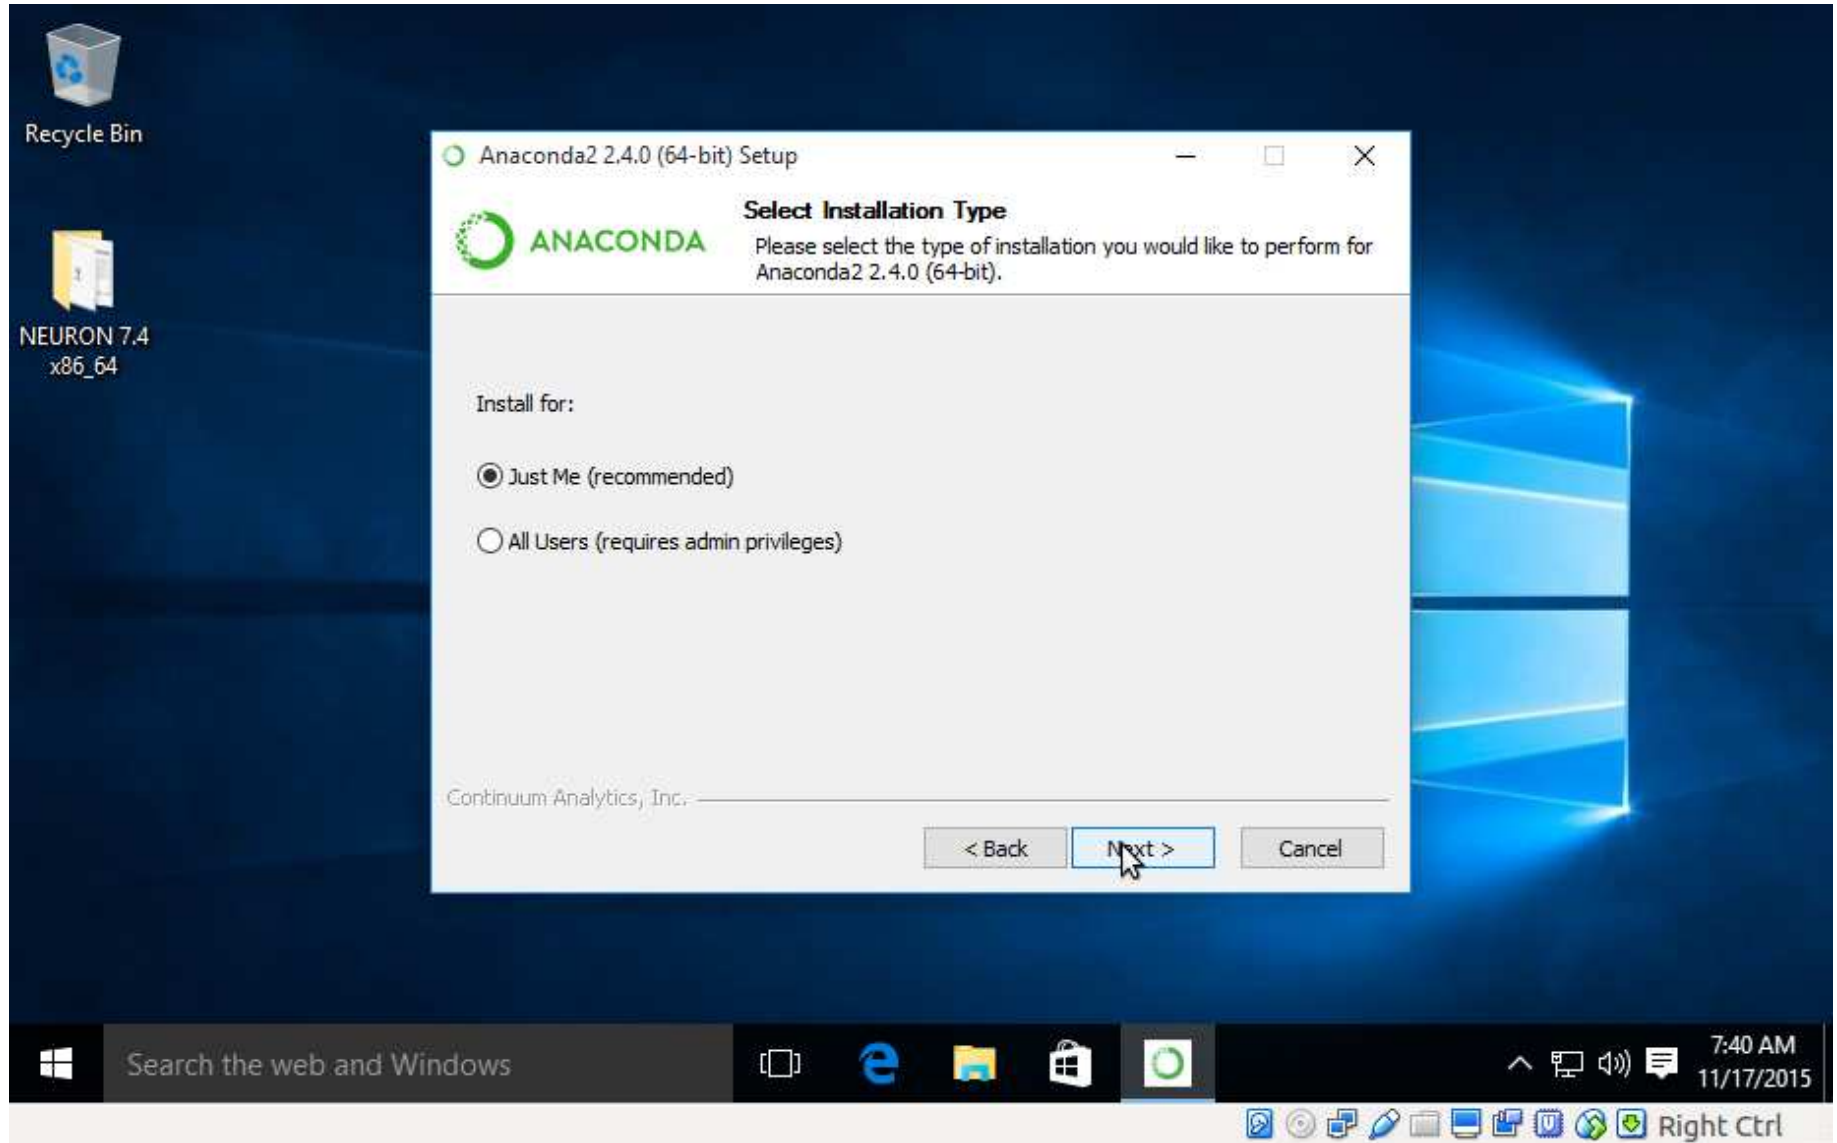 Recycle Bin
NEURON 7.4
x86_64
Anaconda2 2.4.0 (64-bit) Setup
ANACONDA
Select Installation Type
Please select the type of installation you would like to perform for
Anaconda2 2.4.0 (64-bit).
Install for:
Just Me (recommended)
All Users (requires admin privileges)
Continuum Analytics, Inc.
< Back
Next >
Cancel
Search the web and Windows
7:40 AM
11/17/2015
Right Ctrl